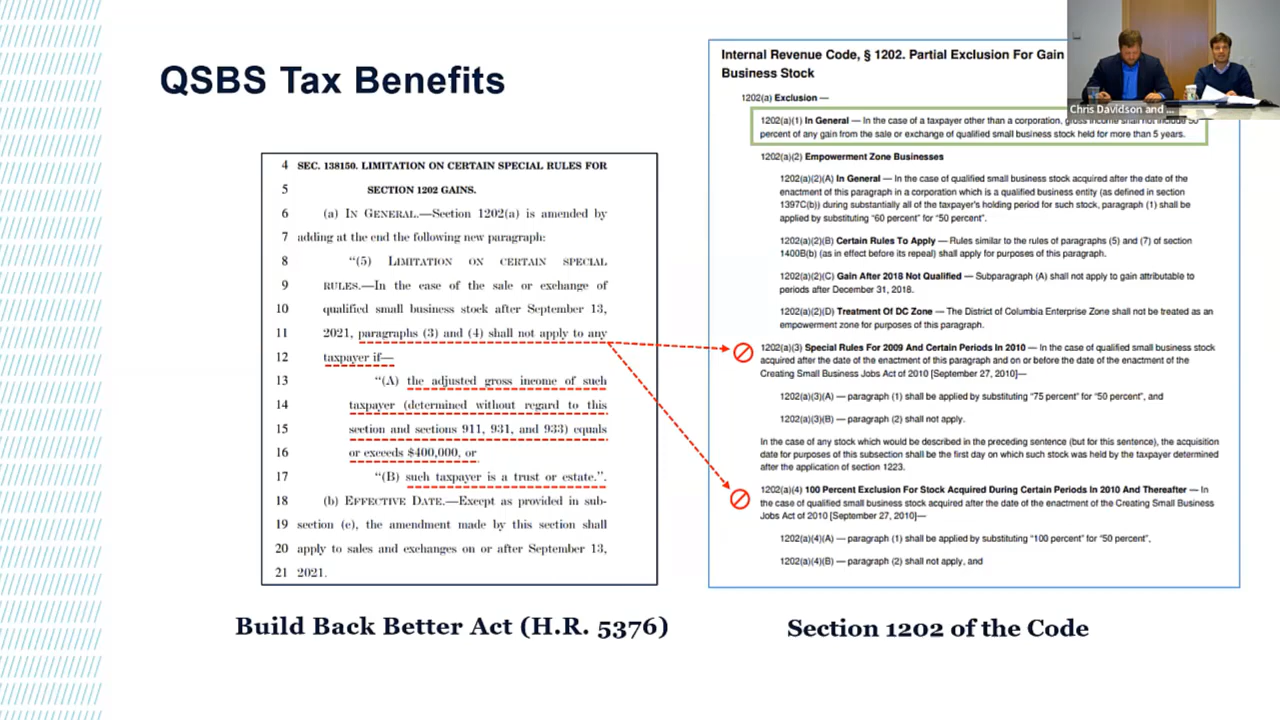 QSBS Tax Benefits
4 SEC. 138150. LIMITATION ON CERTAIN SPECIAL RULES FOR
5 SECTION 1202 GAINS.
6 (a) IN GENERAL.—Section 1202(a) is amended by
7 adding at the end the following new paragraph:
8 “(5) LIMITATION ON CERTAIN SPECIAL
9 RULES.—In the case of the sale or exchange of
10 qualified small business stock after September 13,
11 2021, paragraphs (3) and (4) shall not apply to any
12 taxpayer if—
13 “(A) the adjusted gross income of such
14 taxpayer (determined without regard to this
15 section and sections 911, 931, and 933) equals
16 or exceeds $400,000, or
17 “(B) such taxpayer is a trust or estate.”.
18 (b) EFFECTIVE DATE.—Except as provided in sub-
19 section (c), the amendment made by this section shall
20 apply to sales and exchanges on or after September 13,
21 2021.
Build Back Better Act (H.R. 5376)
Internal Revenue Code, § 1202. Partial Exclusion For Gain
Business Stock
1202(a) Exclusion —
1202(a)(1) In General — In the case of a taxpayer other than a corporation, gross income shall not include 50
percent of any gain from the sale or exchange of qualified small business stock held for more than 5 years.
1202(a)(2) Empowerment Zone Businesses
1202(a)(2)(A) In General — In the case of qualified small business stock acquired after the date of the
enactment of this paragraph in a corporation which is a qualified business entity (as defined in section
1397C(b)) during substantially all of the taxpayer's holding period for such stock, paragraph (1) shall be
applied by substituting “60 percent” for “50 percent”.
1202(a)(2)(B) Certain Rules To Apply — Rules similar to the rules of paragraphs (5) and (7) of section
1400B(b) (as in effect before its repeal) shall apply for purposes of this paragraph.
1202(a)(2)(C) Gain After 2018 Not Qualified — Subparagraph (A) shall not apply to gain attributable to
periods after December 31, 2018.
1202(a)(2)(D) Treatment Of DC Zone — The District of Columbia Enterprise Zone shall not be treated as an
empowerment zone for purposes of this paragraph.
1202(a)(3) Special Rules For 2009 And Certain Periods In 2010 — In the case of qualified small business stock
acquired after the date of the enactment of this paragraph and on or before the date of the enactment of the
Creating Small Business Jobs Act of 2010 [September 27, 2010]—
1202(a)(3)(A) — paragraph (1) shall be applied by substituting “75 percent” for “50 percent”, and
1202(a)(3)(B) — paragraph (2) shall not apply.
In the case of any stock which would be described in the preceding sentence (but for this sentence), the acquisition
date for purposes of this subsection shall be the first day on which such stock was held by the taxpayer determined
after the application of section 1223.
1202(a)(4) 100 Percent Exclusion For Stock Acquired During Certain Periods In 2010 And Thereafter — In
the case of qualified small business stock acquired after the date of the enactment of the Creating Small Business
Jobs Act of 2010 [September 27, 2010]—
1202(a)(4)(A) — paragraph (1) shall be applied by substituting “100 percent” for “50 percent”,
1202(a)(4)(B) — paragraph (2) shall not apply, and
Section 1202 of the Code
Chris Davidson and ...